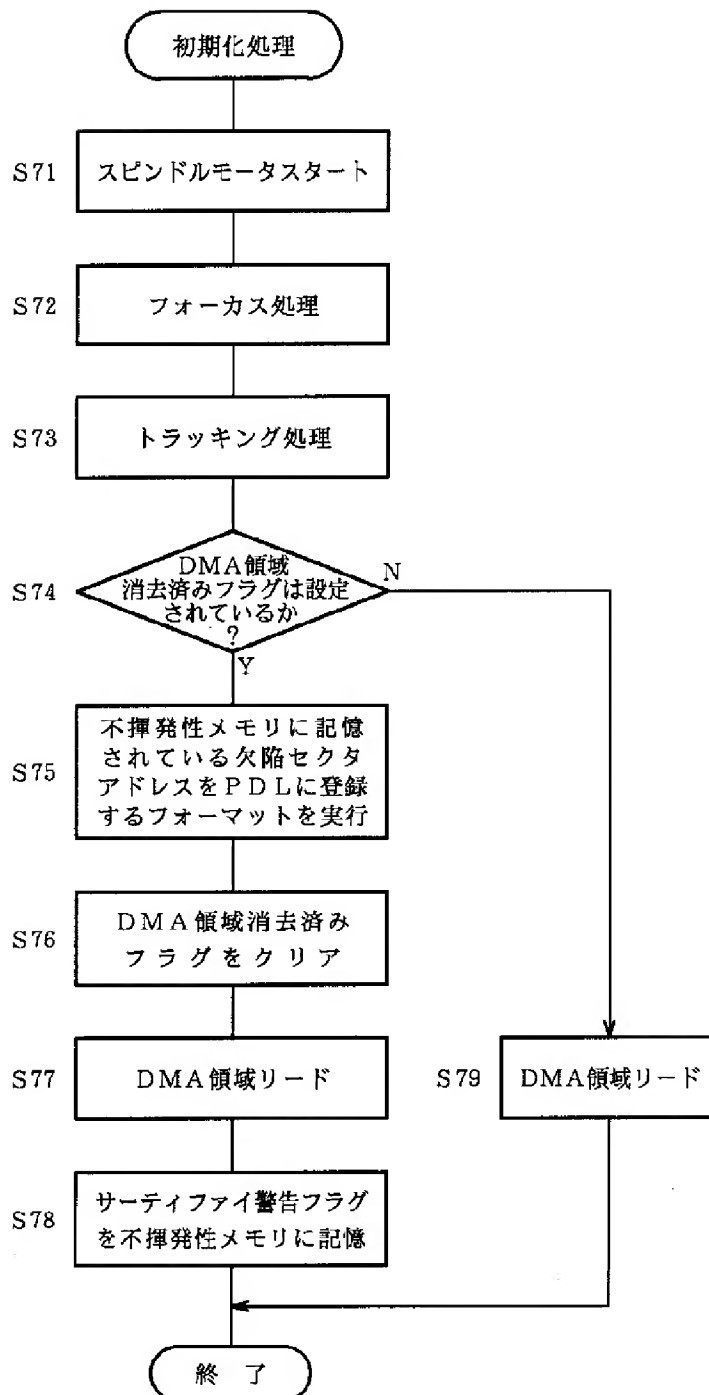 初期化処理
S71
スピンドルモータスタート
S72
フォーカス処理
S73
トラッキング処理
S74
DMA領域
消去済みフラグは設定
されているか
?
N
Y
S75
不揮発性メモリに記憶
されている欠陥セクタ
アドレスをPDLに登録
するフォーマットを実行
S76
DMA領域消去済み
フラグをクリア
S77
DMA領域リード
S79
DMA領域リード
S78
サーティファイ警告フラグ
を不揮発性メモリに記憶
終 了